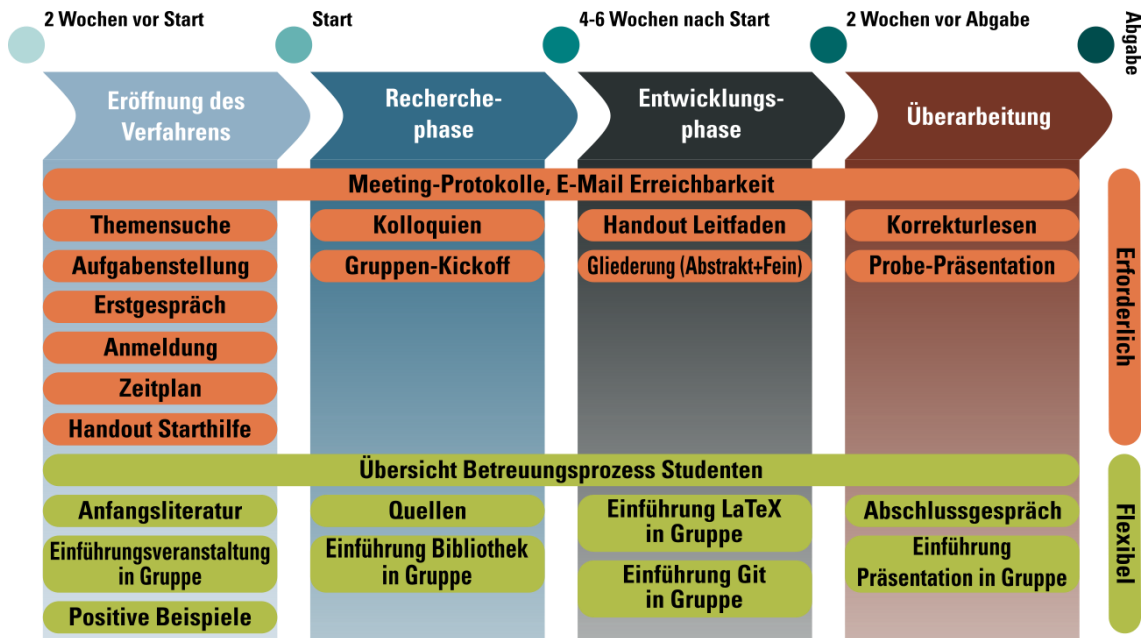 2 Wochen vor Start
Start
4-6 Wochen nach Start
2 Wochen vor Abgabe
Abgabe
Eröffnung des
Verfahrens
Recherche-
phase
Entwicklungs-
phase
Überarbeitung
Meeting-Protokolle, E-Mail Erreichbarkeit
Themensuche
Kolloquien
Handout Leitfaden
Korrekturlesen
Aufgabenstellung
Gruppen-Kickoff
Gliederung (Abstrakt+Fein)
Probe-Präsentation
Erstgespräch
Anmeldung
Zeitplan
Handout Starthilfe
Erforderlich
Übersicht Betreuungsprozess Studenten
Anfangsliteratur
Quellen
Einführung LaTeX
in Gruppe
Abschlussgespräch
Einführungsveranstaltung
in Gruppe
Einführung Bibliothek
in Gruppe
Einführung Git
in Gruppe
Einführung
Präsentation in Gruppe
Positive Beispiele
Flexibel